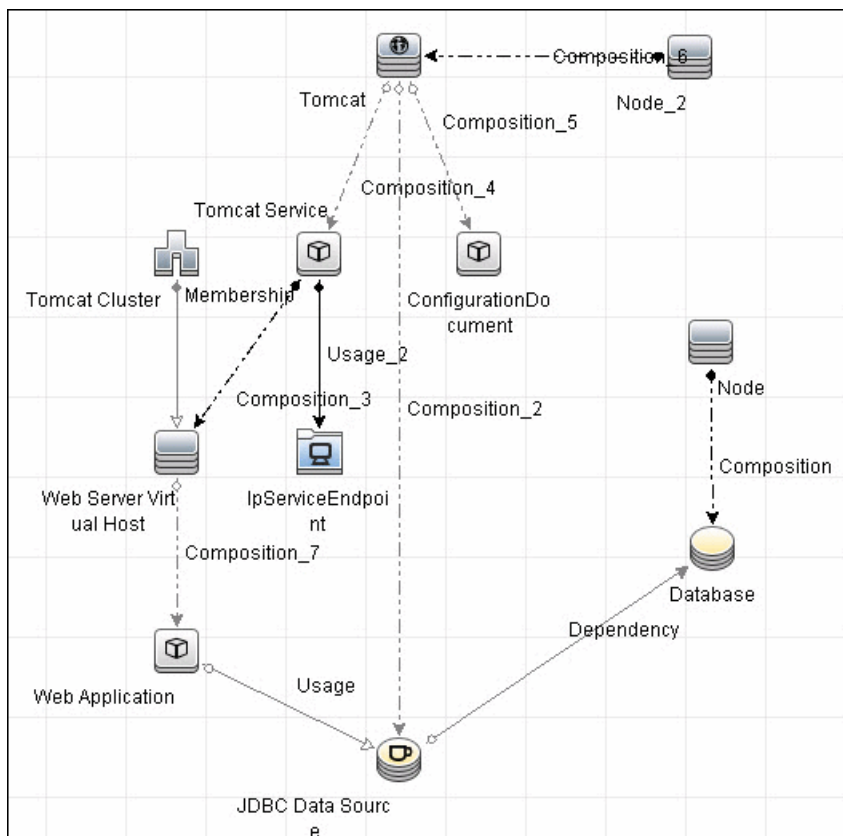 Composition_6
Tomcat
Node_2
Composition_5
Composition_4
Tomcat Service
Tomcat Cluster
Membership
ConfigurationDo
cument
Usage_2
Node
Composition_3
Composition_2
Composition
Web Server Virt
ual Host
IpServiceEndpoi
nt
Composition_7
Database
Dependency
Usage
Web Application
JDBC Data Sourc
e